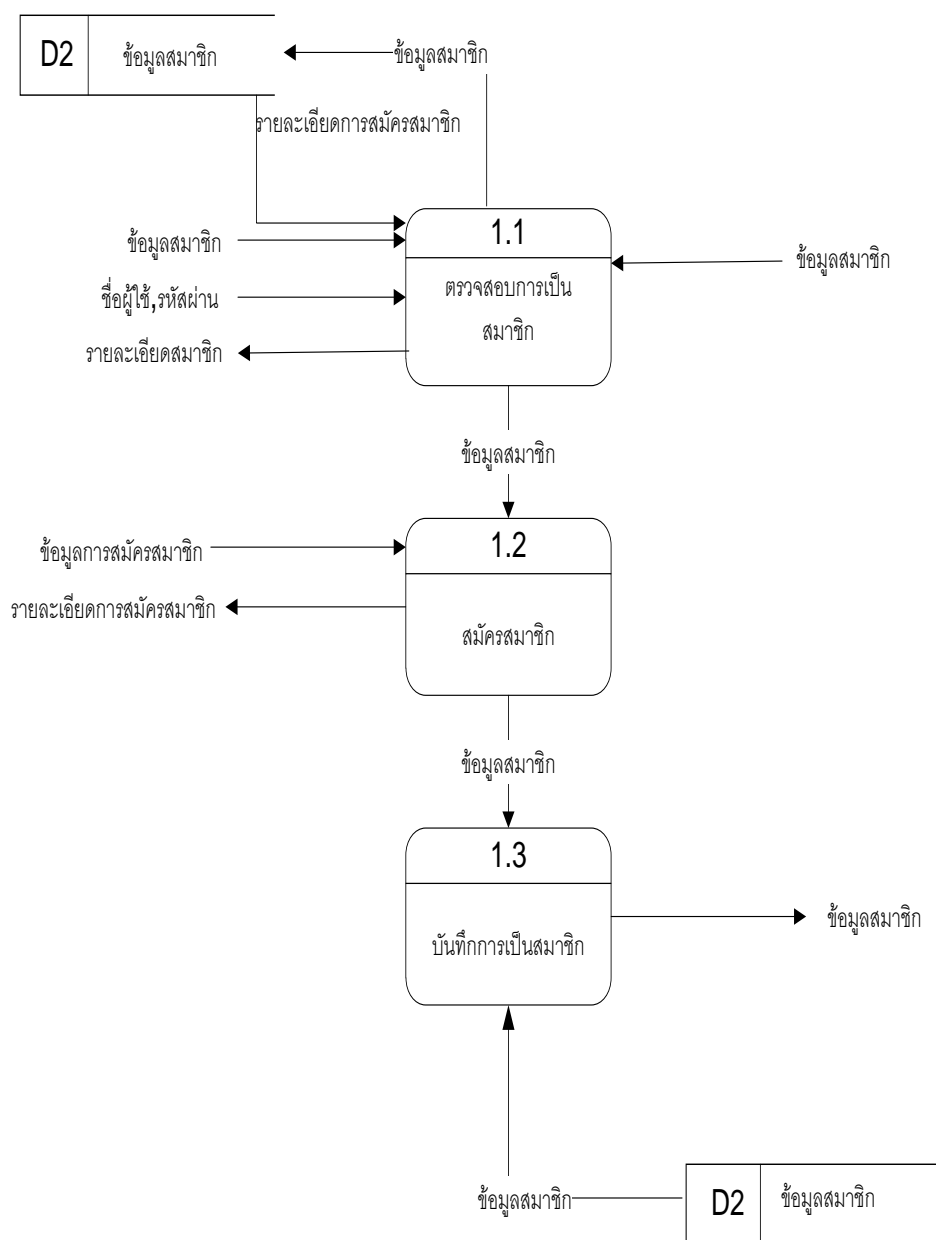 D2
ข้อมูลสมาชิก
ข้อมูลสมาชิก
รายละเอียดการสมัครสมาชิก
1.1
ตรวจสอบการเป็น
สมาชิก
ข้อมูลสมาชิก
ข้อมูลสมาชิก
ชื่อผู้ใช้,รหัสผ่าน
รายละเอียดสมาชิก
ข้อมูลสมาชิก
1.2
สมัครสมาชิก
ข้อมูลการสมัครสมาชิก
รายละเอียดการสมัครสมาชิก
ข้อมูลสมาชิก
1.3
บันทึกการเป็นสมาชิก
ข้อมูลสมาชิก
ข้อมูลสมาชิก
D2
ข้อมูลสมาชิก